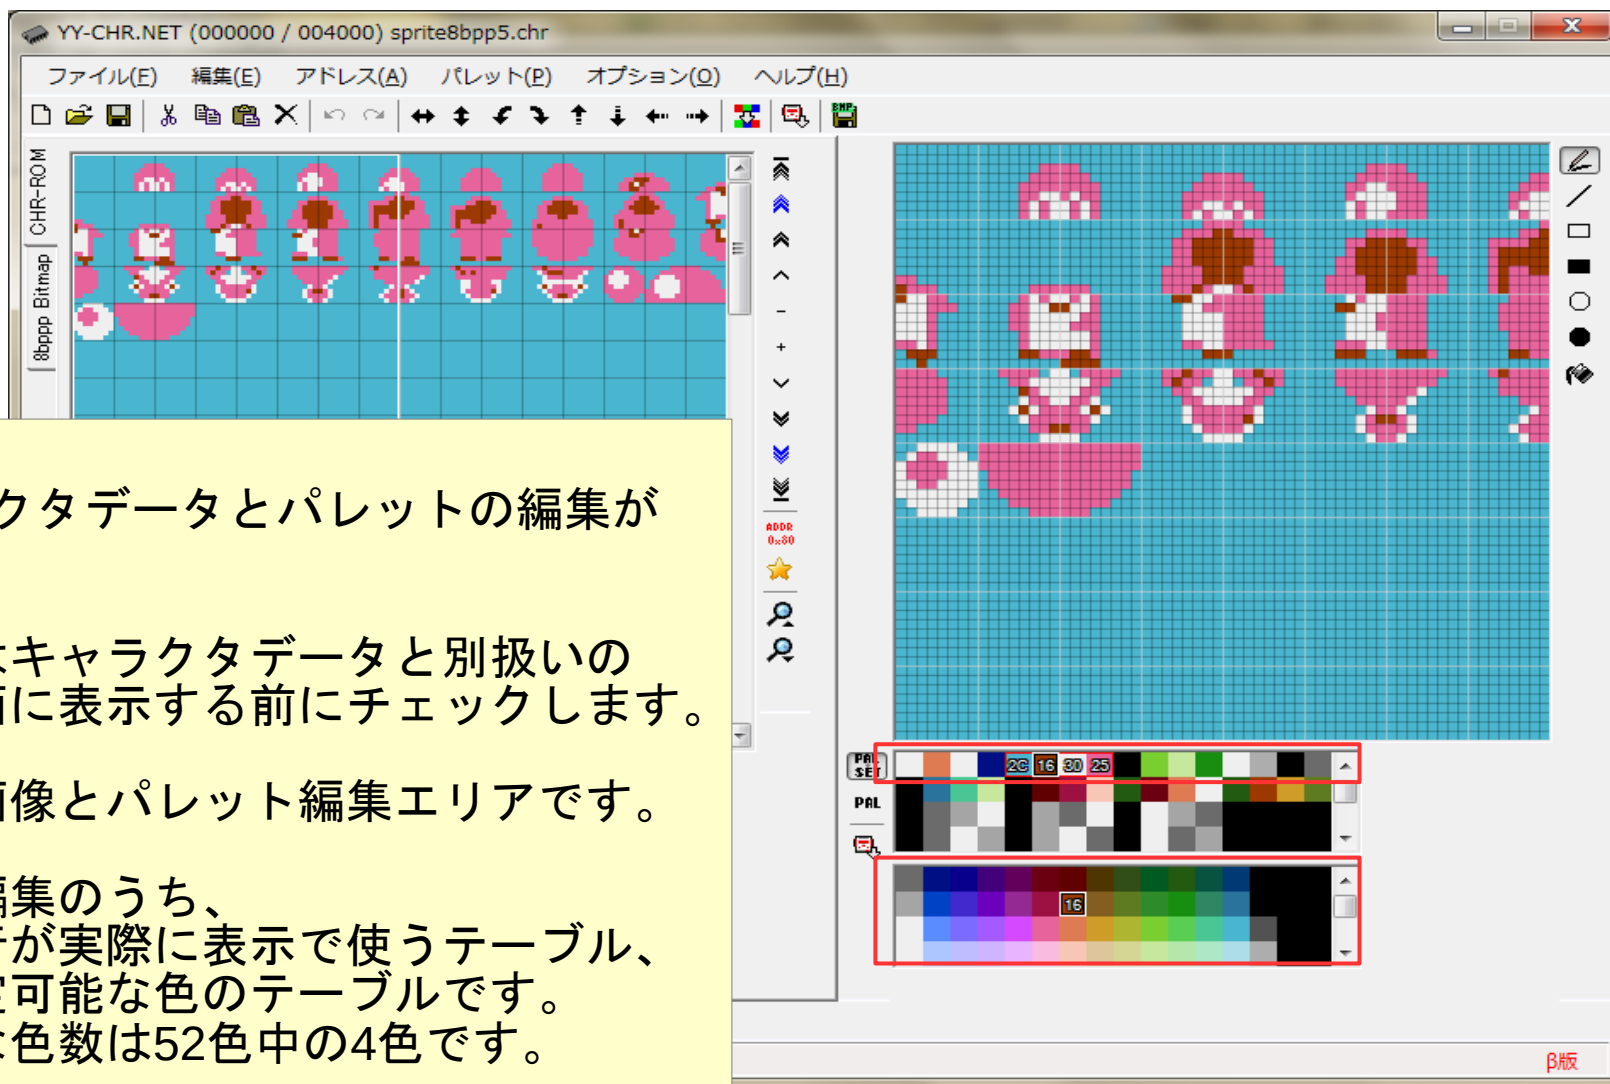 YY-CHR.NET (000000 / 004000) sprite8bpp5.chr
ファイル(F) 編集(E) アドレス(A) パレット(P) オプション(O) ヘルプ(H)
BMP
CHR-ROM
8bppp Bitmap
ADDR
0x80
クタデータとパレットの編集が
はキャラクタデータと別扱いの
面に表示する前にチェックします。
画像とパレット編集エリアです。
編集のうち、
が実際に表示で使うテーブル、
定可能な色のテーブルです。
な色数は52色中の4色です。
PAL
SET
2C 16 30 25
PAL
16
β版